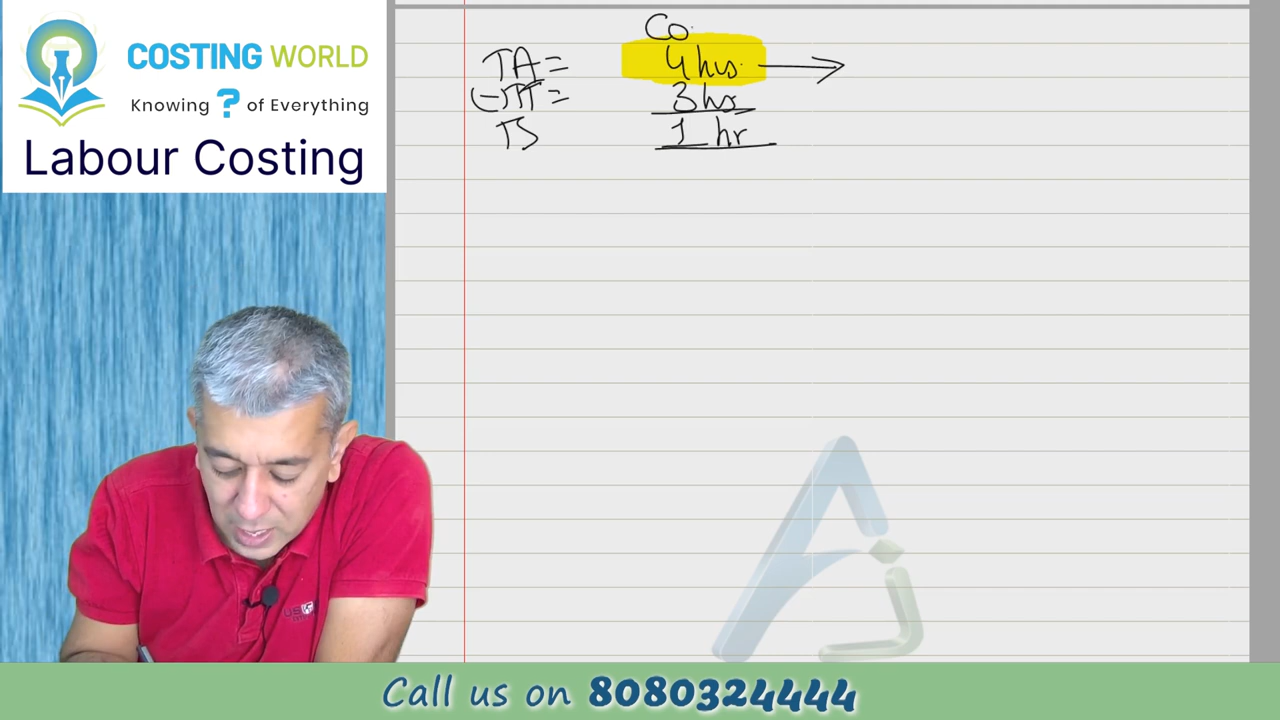 COSTING WORLD
Knowing ? of Everything
Labour Costing
Co.
TA = 4 hrs.
(-) TT = 3 hr
TS 1 hr
Call us on 8080324444